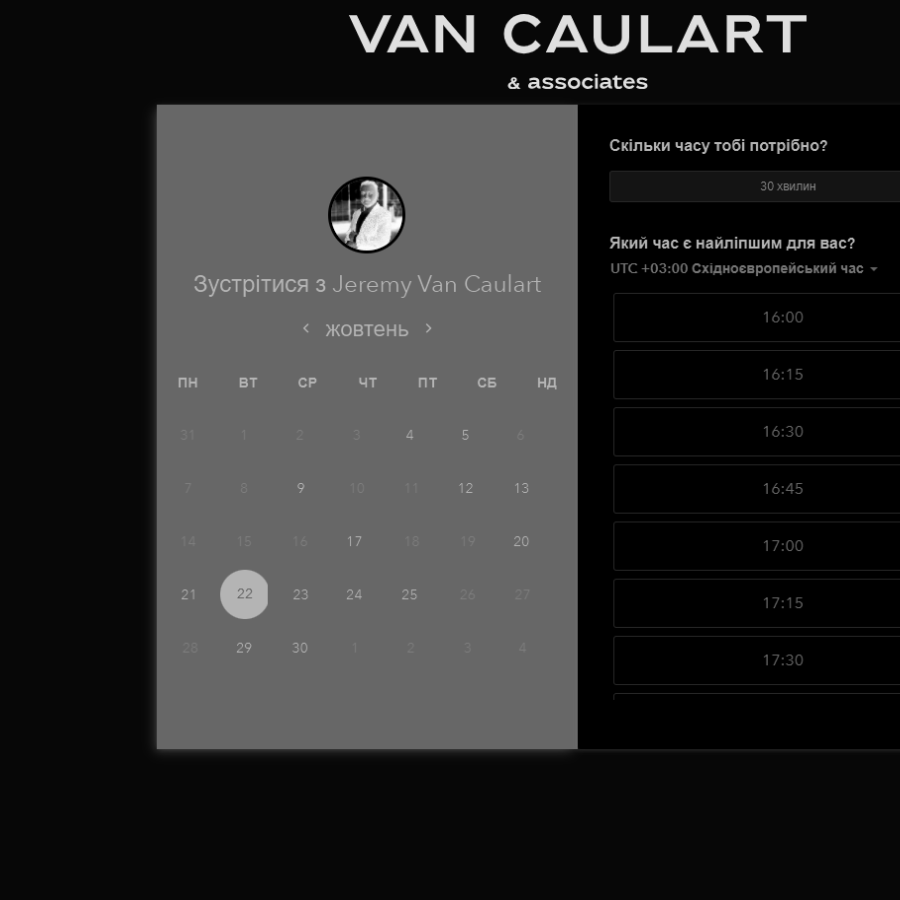 VAN CAULART
& associates
Зустрітися з Jeremy Van Caulart
жовтень
ПН ВТ СР ЧТ ПТ СБ НД
31 1 2 3 4 5 6
7 8 9 10 11 12 13
14 15 16 17 18 19 20
21 22 23 24 25 26 27
28 29 30 1 2 3 4
Скільки часу тобі потрібно?
30 хвилин
Який час є найліпшим для вас?
UTC +03:00 Східноєвропейський час
16:00
16:15
16:30
16:45
17:00
17:15
17:30